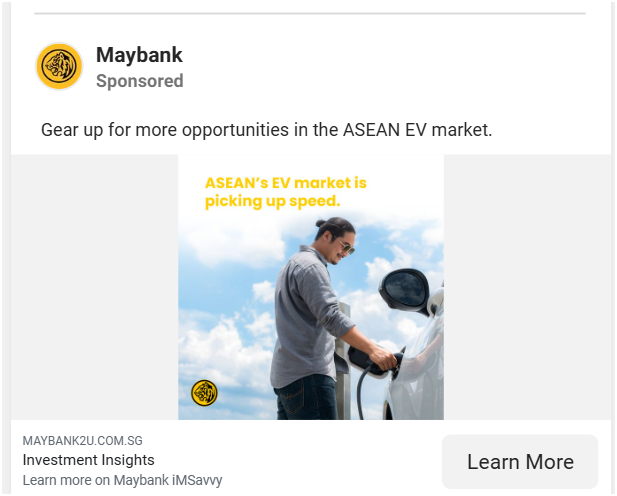 Maybank
Sponsored
Gear up for more opportunities in the ASEAN EV market.
ASEAN's EV market is
picking up speed.
MAYBANK2U.COM.SG
Investment Insights
Learn more on Maybank iMSavvy
Learn More